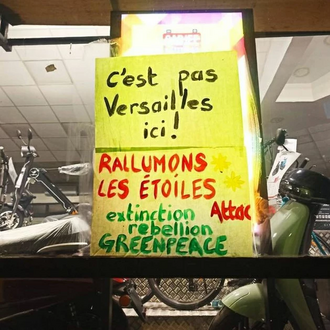 C'est pas
Versailles
ici !
RALLUMONS
LES ÉTOILES
extinction Attac
rebellion
GREENPEACE